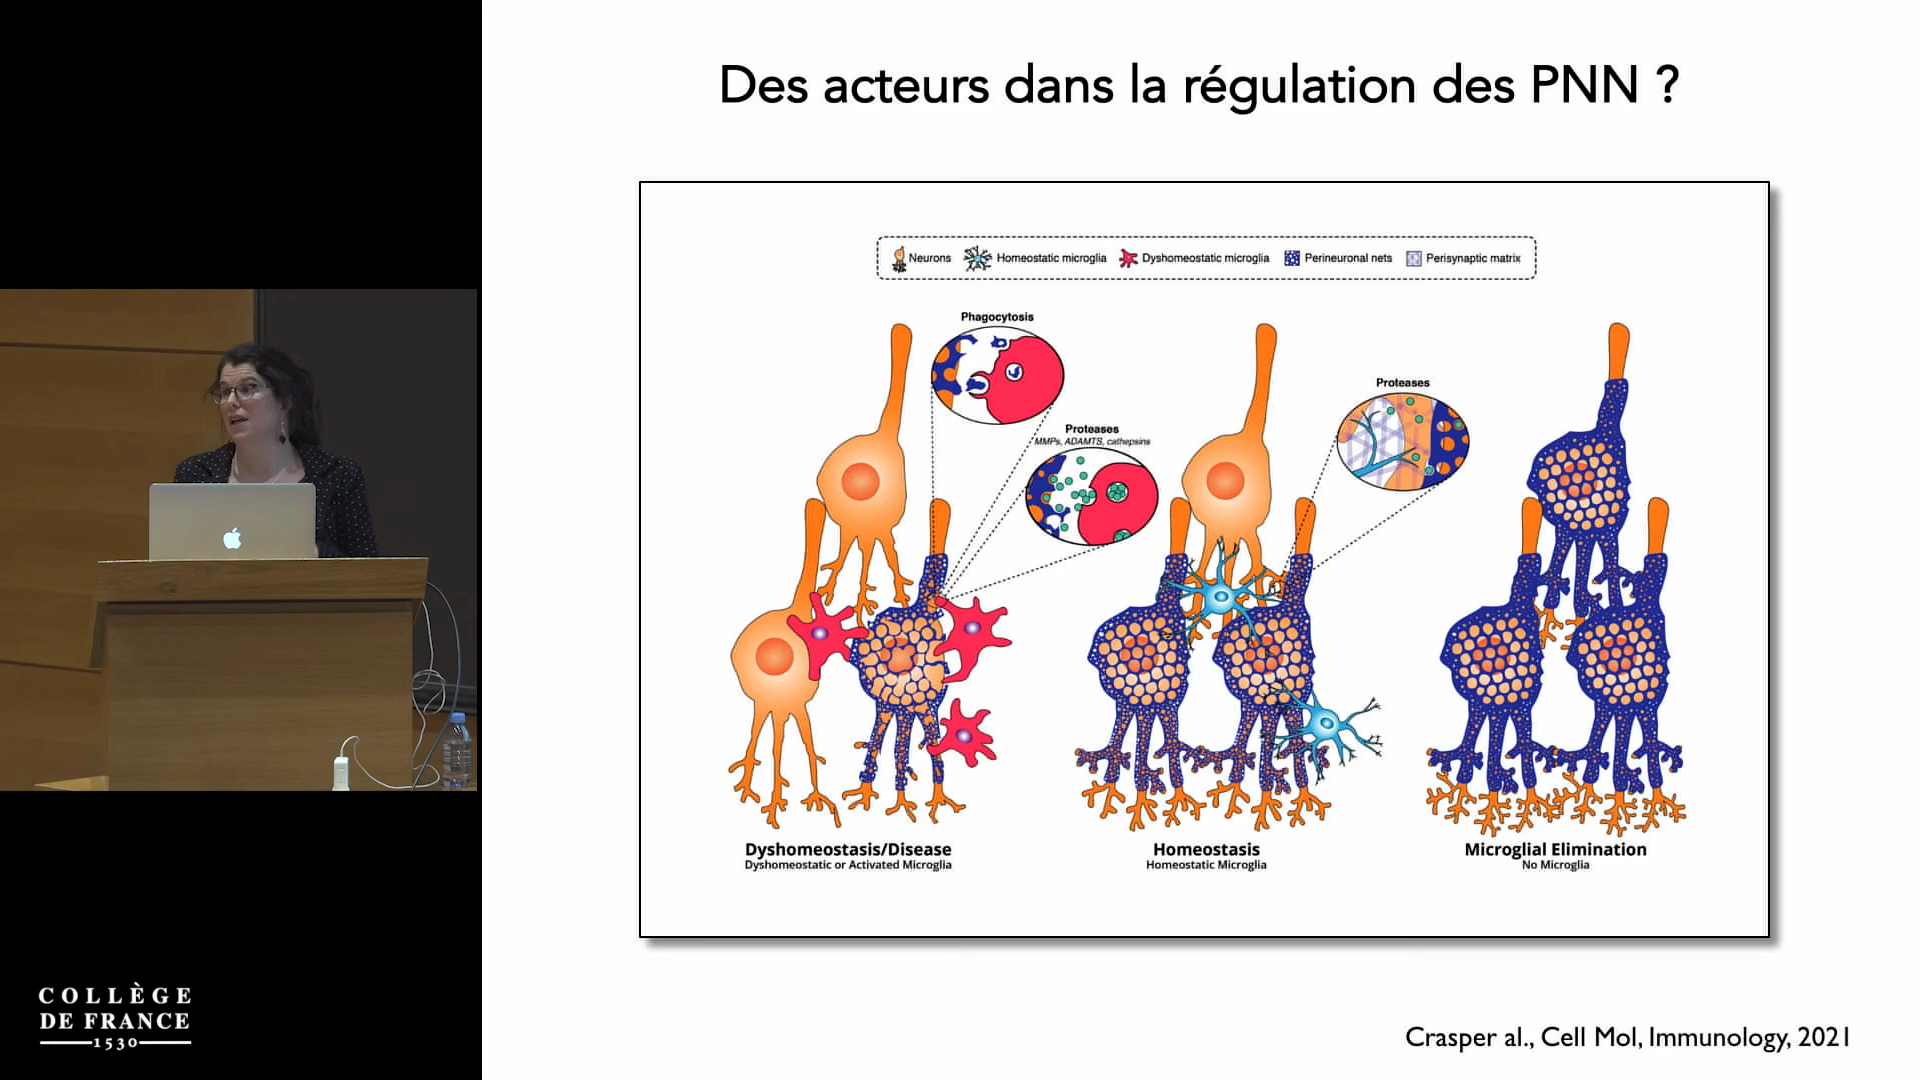 Des acteurs dans la régulation des PNN ?
Neurons Homeostatic microglia Dyshomeostatic microglia Perineuronal nets Perisynaptic matrix
Phagocytosis
Proteases
MMPs, ADAMTS, cathepsins
Proteases
Dyshomeostasis/Disease
Dyshomeostatic or Activated Microglia
Homeostasis
Homeostatic Microglia
Microglial Elimination
No Microglia
Crasper al., Cell Mol, Immunology, 2021
COLLÈGE
DE FRANCE
1530